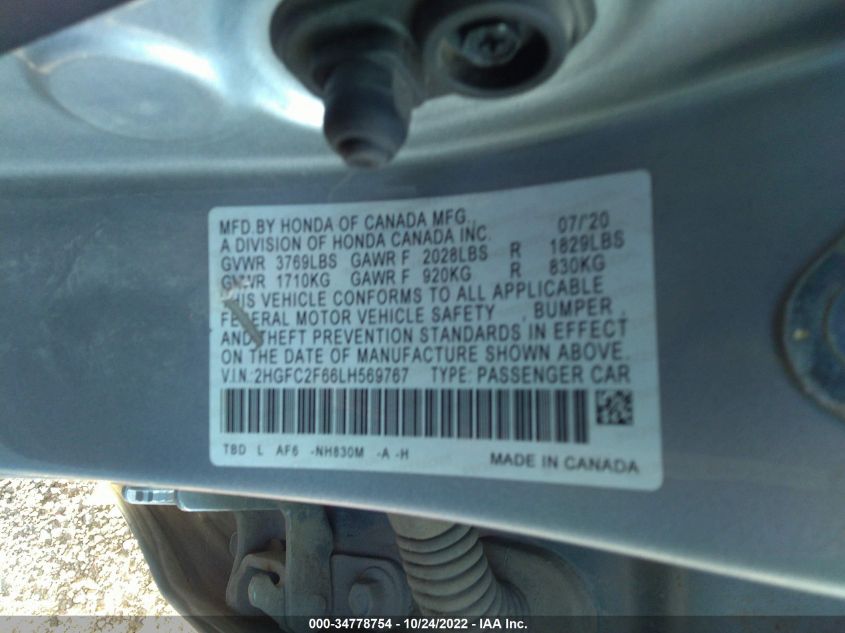 MFD.BY HONDA OF CANADA MFG., 07/'20
A DIVISION OF HONDA CANADA INC.
GVWR 3769LBS GAWR F 2028LBS R 1829LBS
GVWR 1710KG GAWR F 920KG R 830KG
THIS VEHICLE CONFORMS TO ALL APPLICABLE
FEDERAL MOTOR VEHICLE SAFETY , BUMPER ,
AND THEFT PREVENTION STANDARDS IN EFFECT
ON THE DATE OF MANUFACTURE SHOWN ABOVE.
V.I.N.:2HGFC2F66LH569767 TYPE: PASSENGER CAR
TBD L AF6 -NH830M -A -H
MADE IN CANADA
000-34778754 - 10/24/2022 - IAA Inc.